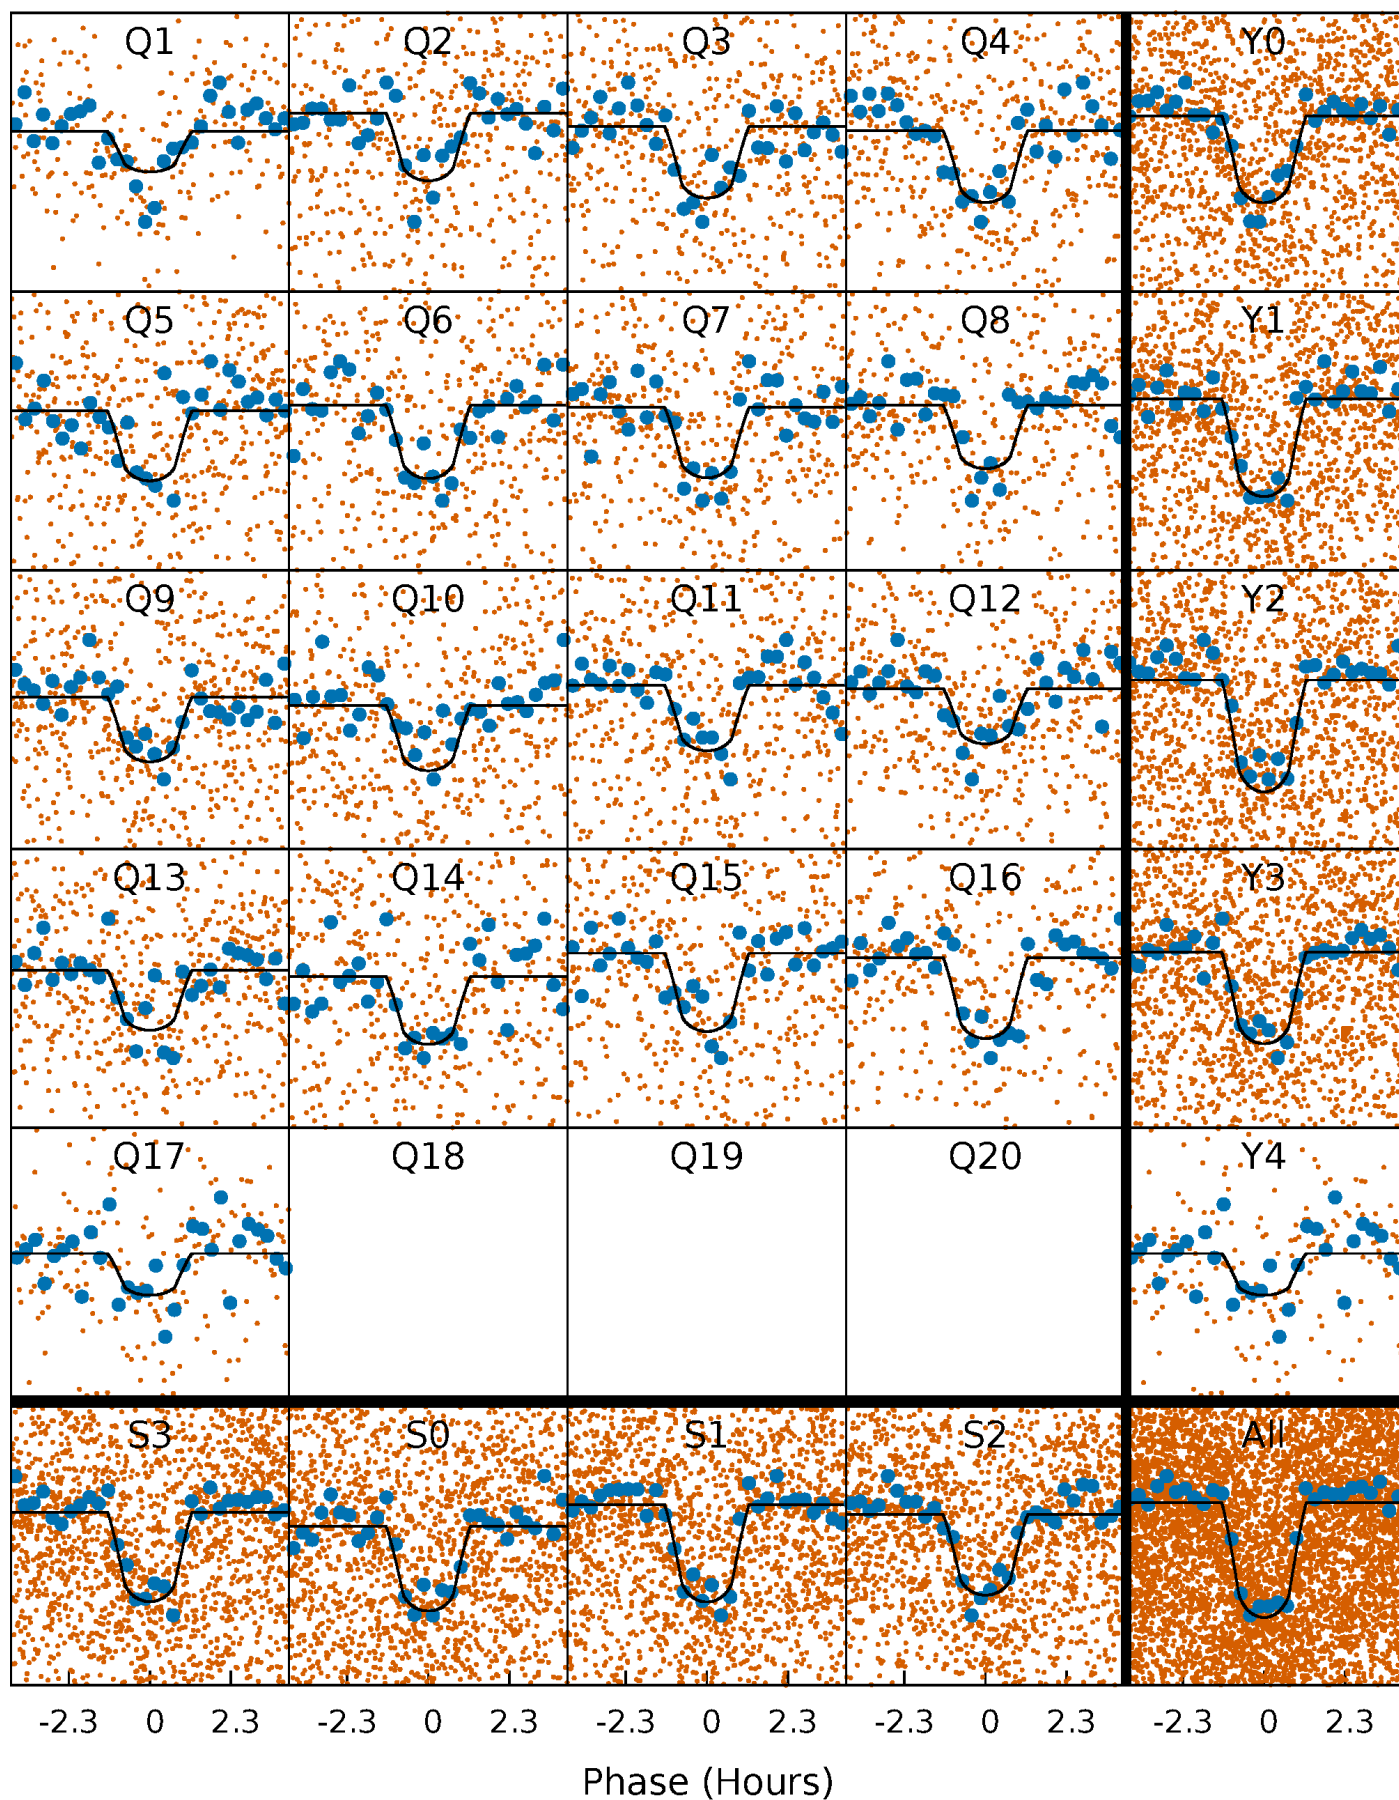 Q1 Q2 Q3 Q4 Y0
Q5 Q6 Q7 Q8 Y1
Q9 Q10 Q11 Q12 Y2
Q13 Q14 Q15 Q16 Y3
Q17 Q18 Q19 Q20 Y4
S3 S0 S1 S2 All
-2.3 0 2.3 -2.3 0 2.3 -2.3 0 2.3 -2.3 0 2.3 -2.3 0 2.3
Phase (Hours)